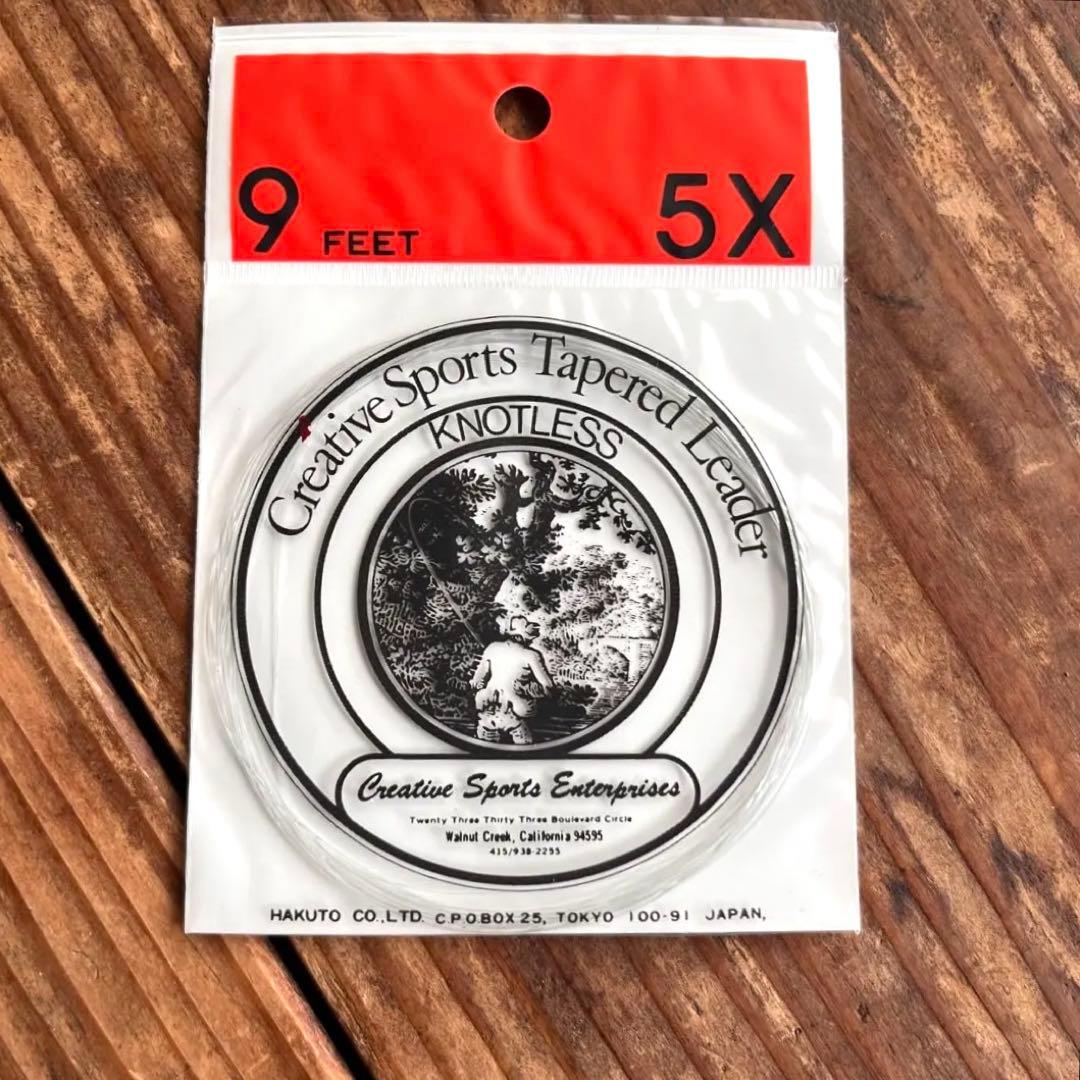 9 FEET 5X
Creative Sports Tapered Leader
KNOTLESS
Creative Sports Enterprises
Twenty Three Thirty Three Boulevard Circle
Walnut Creek, California 94595
415/938-2255
HAKUTO CO.,LTD. C.P.O.BOX 25, TOKYO 100-91 JAPAN,